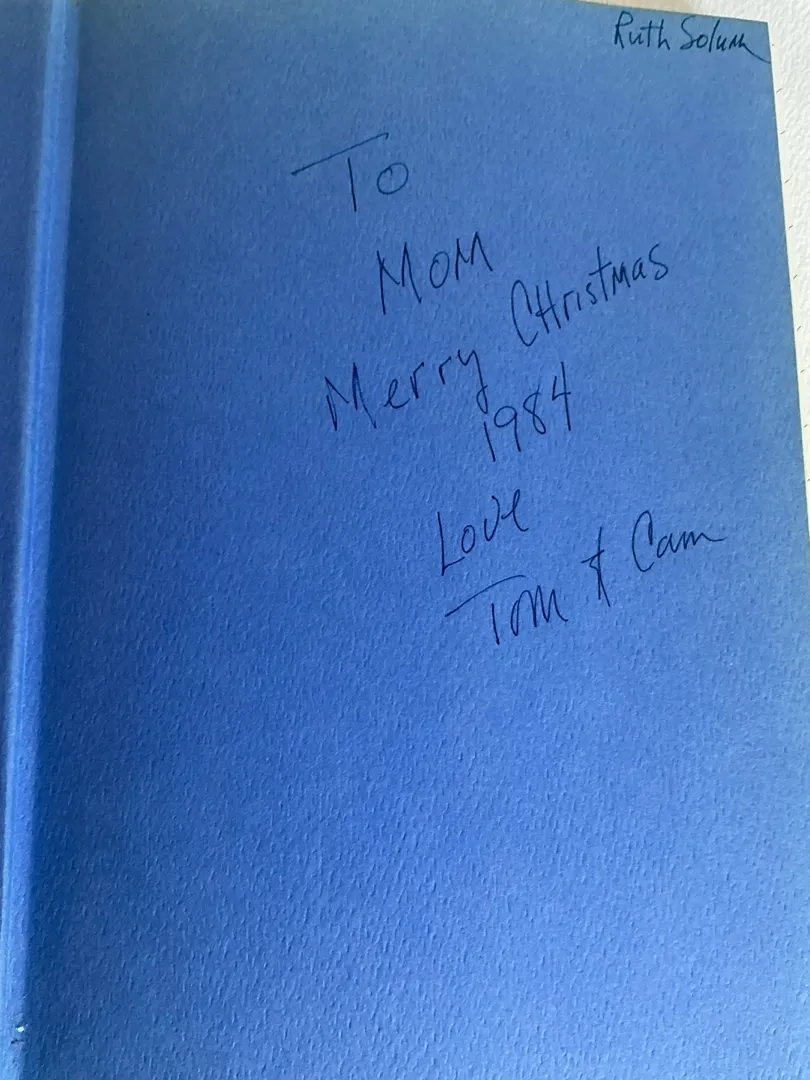 Ruth Solum
To
Mom
Merry CHristmas
1984
Love
Tom & Cam